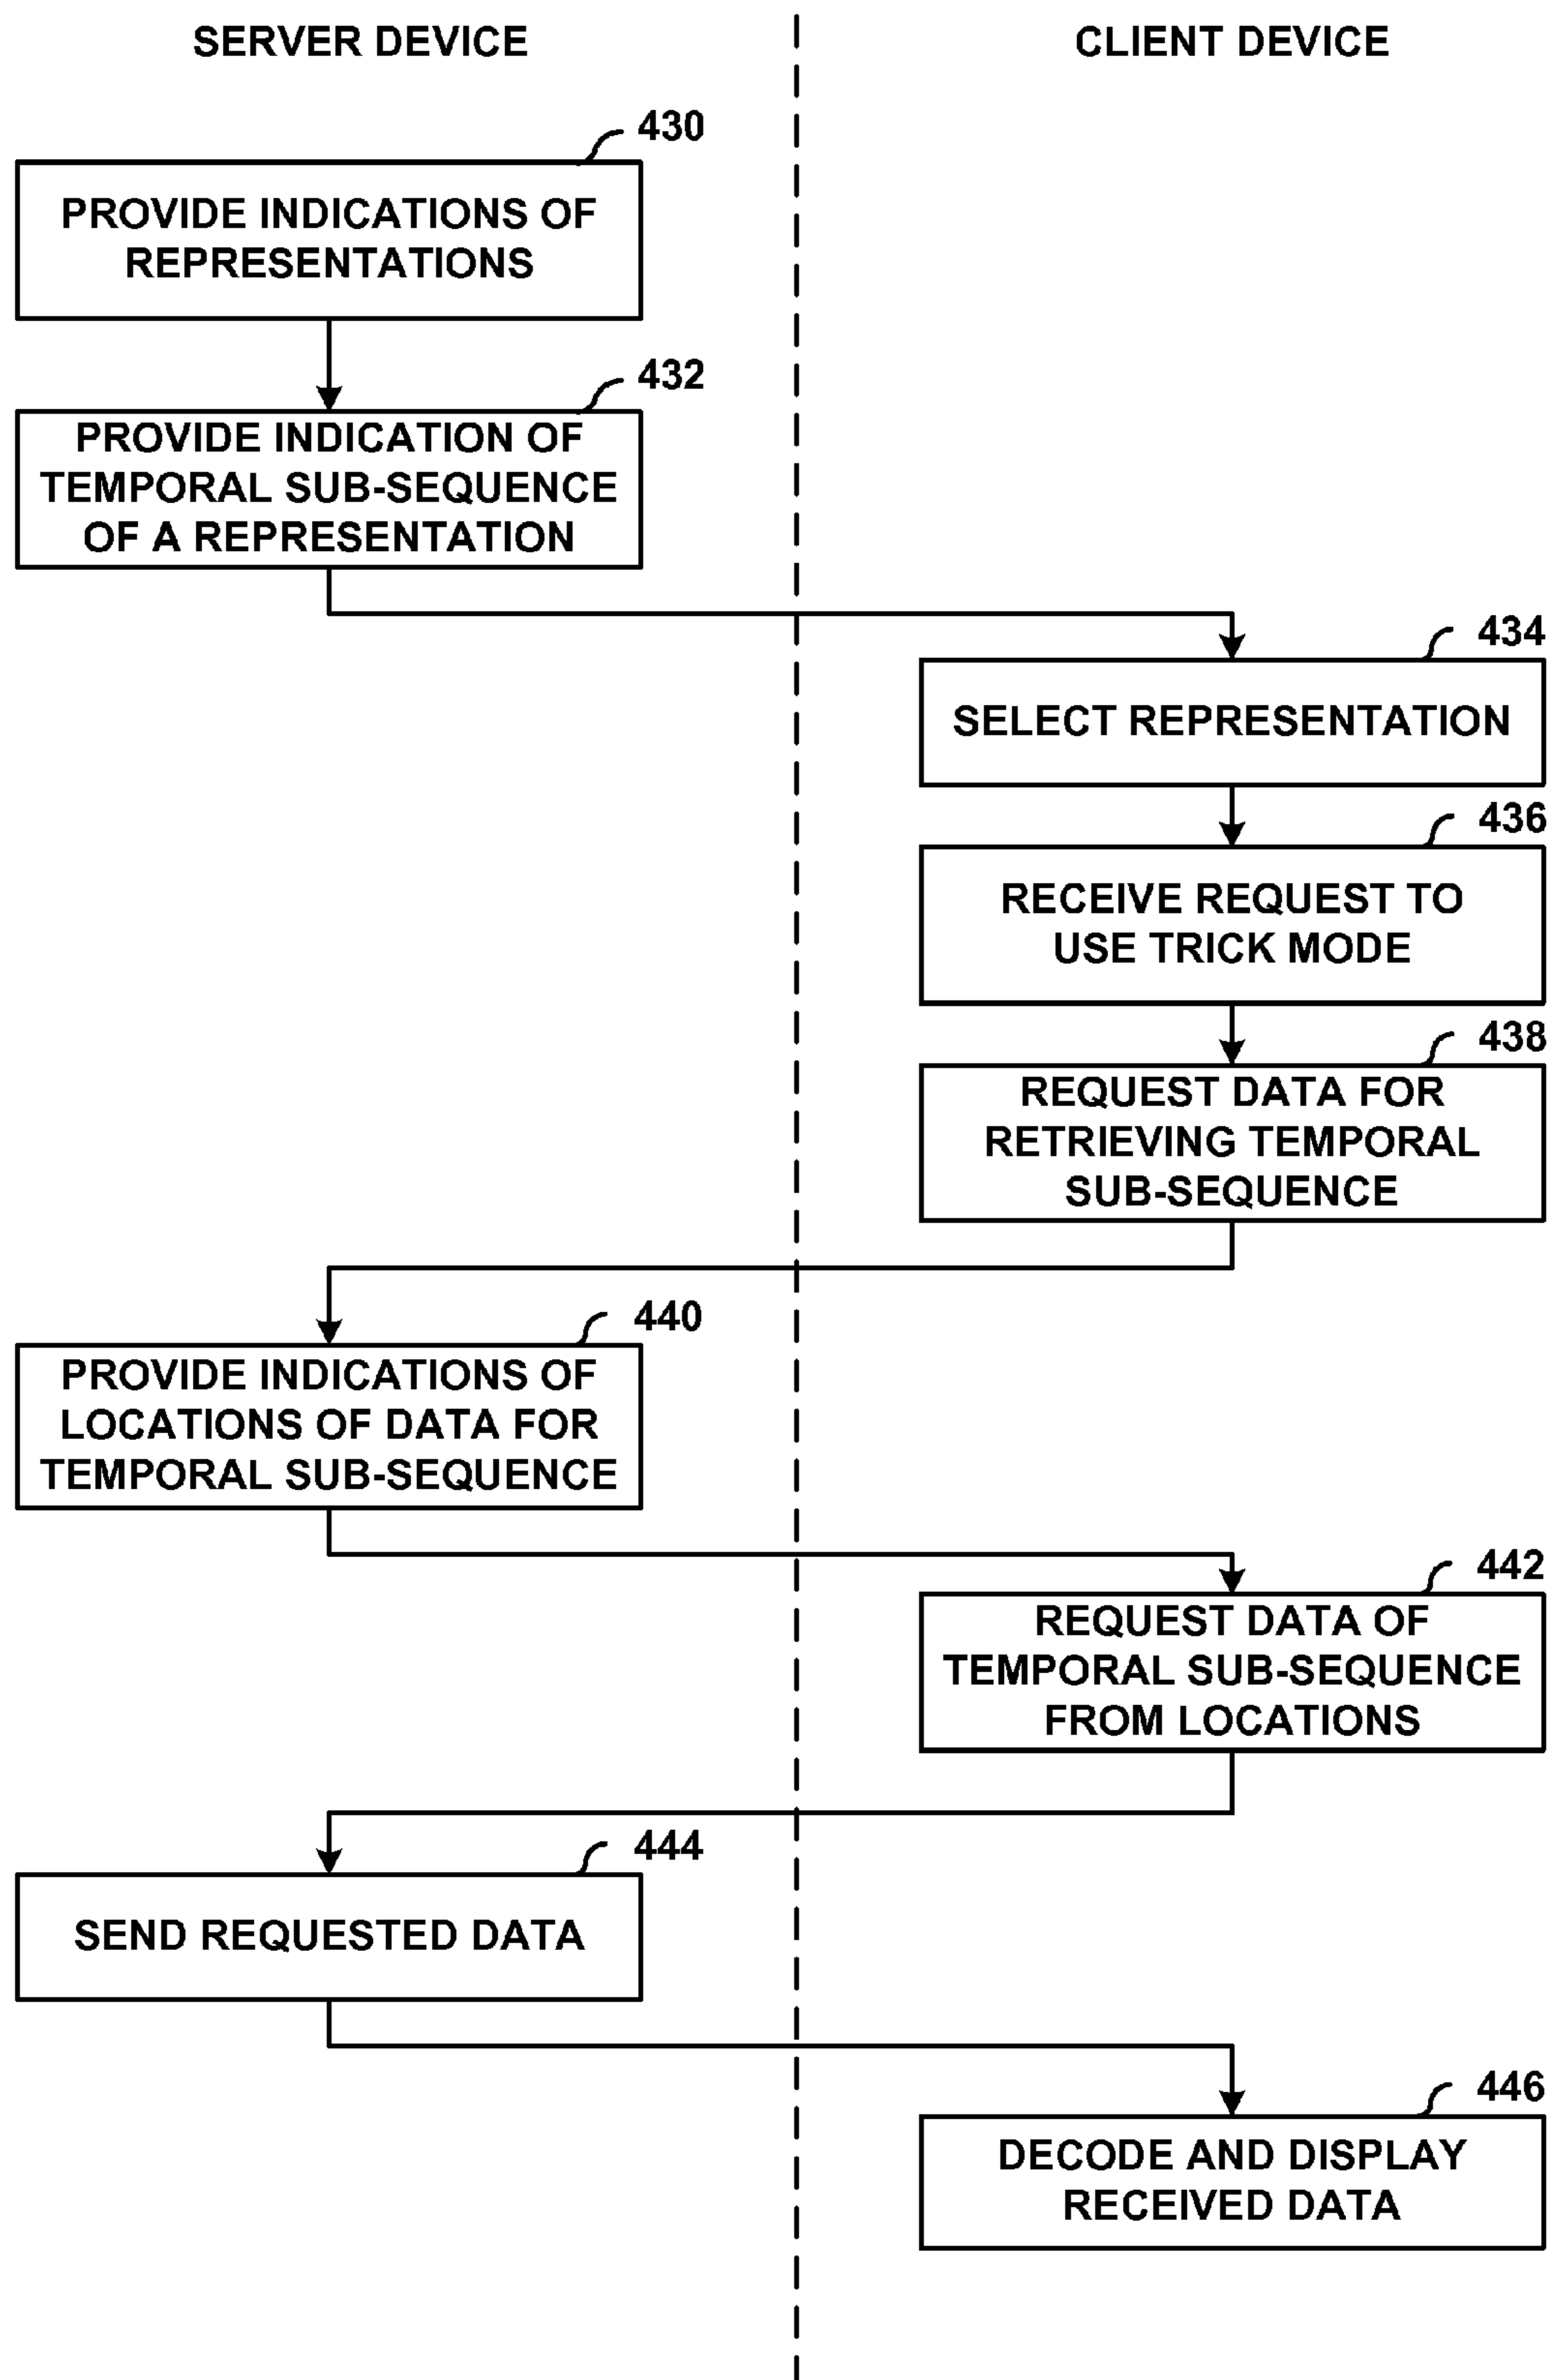 SERVER DEVICE
CLIENT DEVICE
430
PROVIDE INDICATIONS OF
REPRESENTATIONS
432
PROVIDE INDICATION OF
TEMPORAL SUB-SEQUENCE
OF A REPRESENTATION
434
SELECT REPRESENTATION
436
RECEIVE REQUEST TO
USE TRICK MODE
438
REQUEST DATA FOR
RETRIEVING TEMPORAL
SUB-SEQUENCE
440
PROVIDE INDICATIONS OF
LOCATIONS OF DATA FOR
TEMPORAL SUB-SEQUENCE
442
REQUEST DATA OF
TEMPORAL SUB-SEQUENCE
FROM LOCATIONS
444
SEND REQUESTED DATA
446
DECODE AND DISPLAY
RECEIVED DATA